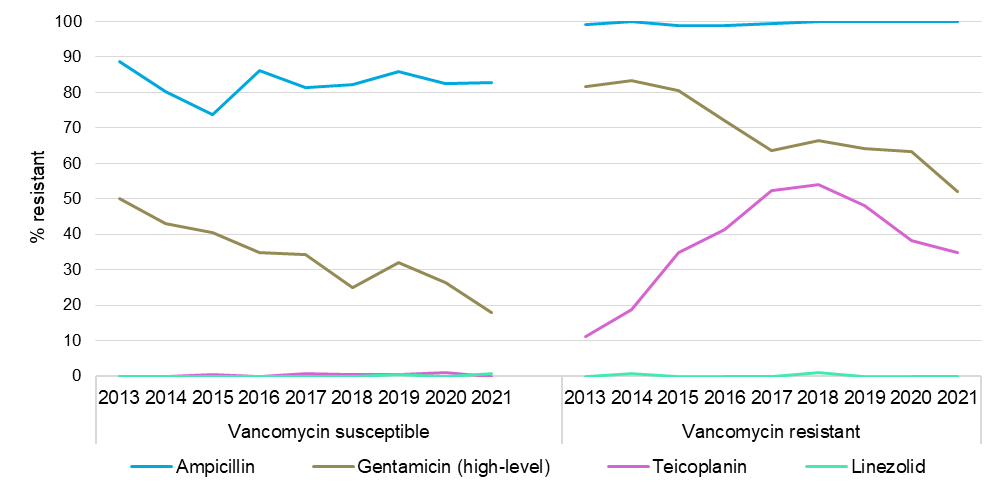 100
90
80
70
60
50
40
30
20
10
0
% resistant
2013 2014 2015 2016 2017 2018 2019 2020 2021 2013 2014 2015 2016 2017 2018 2019 2020 2021
Vancomycin susceptible Vancomycin resistant
Ampicillin Gentamicin (high-level) Teicoplanin Linezolid